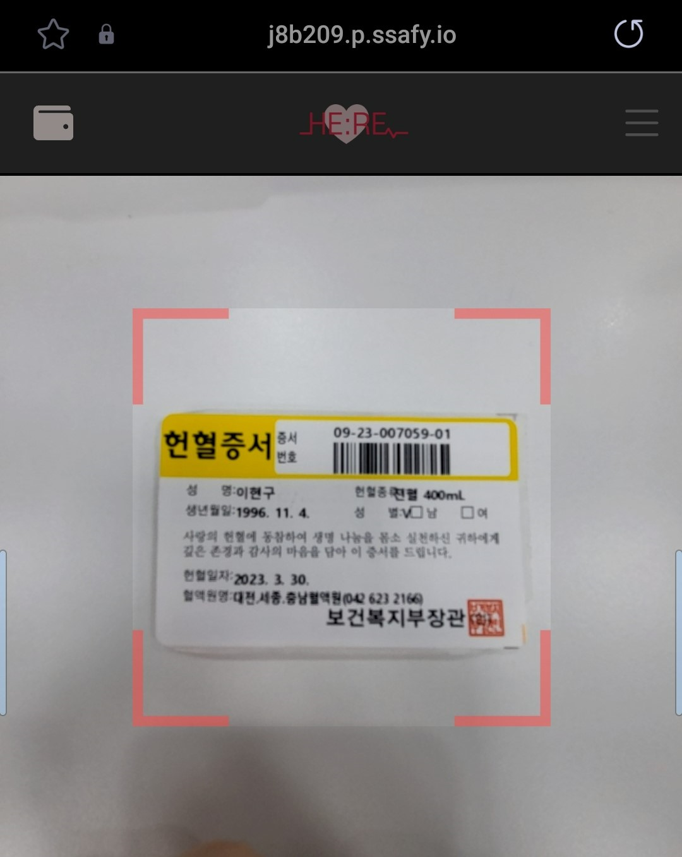 j8b209.p.ssafy.io
HE:RE
헌혈증서
증서
번호
09-23-007059-01
성 명:이현구
헌혈종류:전혈 400mL
생년월일:1996. 11. 4.
성 별:V□ 남 □ 여
사랑의 헌혈에 동참하여 생명 나눔을 몸소 실천하신 귀하에게
깊은 존경과 감사의 마음을 담아 이 증서를 드립니다.
헌혈일자:2023. 3. 30.
혈액원명:대전.세종.충남혈액원(042 623 2166)
보건복지부장관